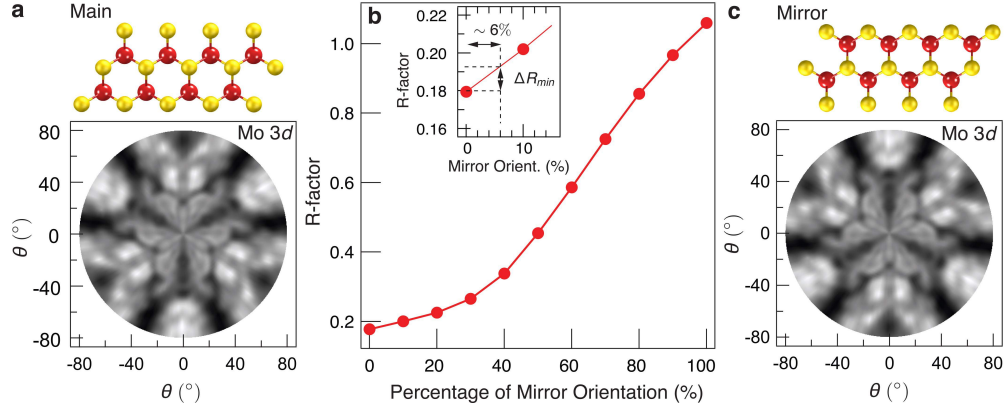 a
Main
Mo 3d
80
40
0
-40
-80
θ (°)
-80
-40
0
40
80
θ (°)
b
1.0
0.8
0.6
0.4
0.2
R-factor
0
20
40
60
80
100
Percentage of Mirror Orientation (%)
0.22
0.20
0.18
0.16
R-factor
~ 6%
ΔRmin
0
10
Mirror Orient. (%)
c
Mirror
Mo 3d
80
40
0
-40
-80
θ (°)
-80
-40
0
40
80
θ (°)